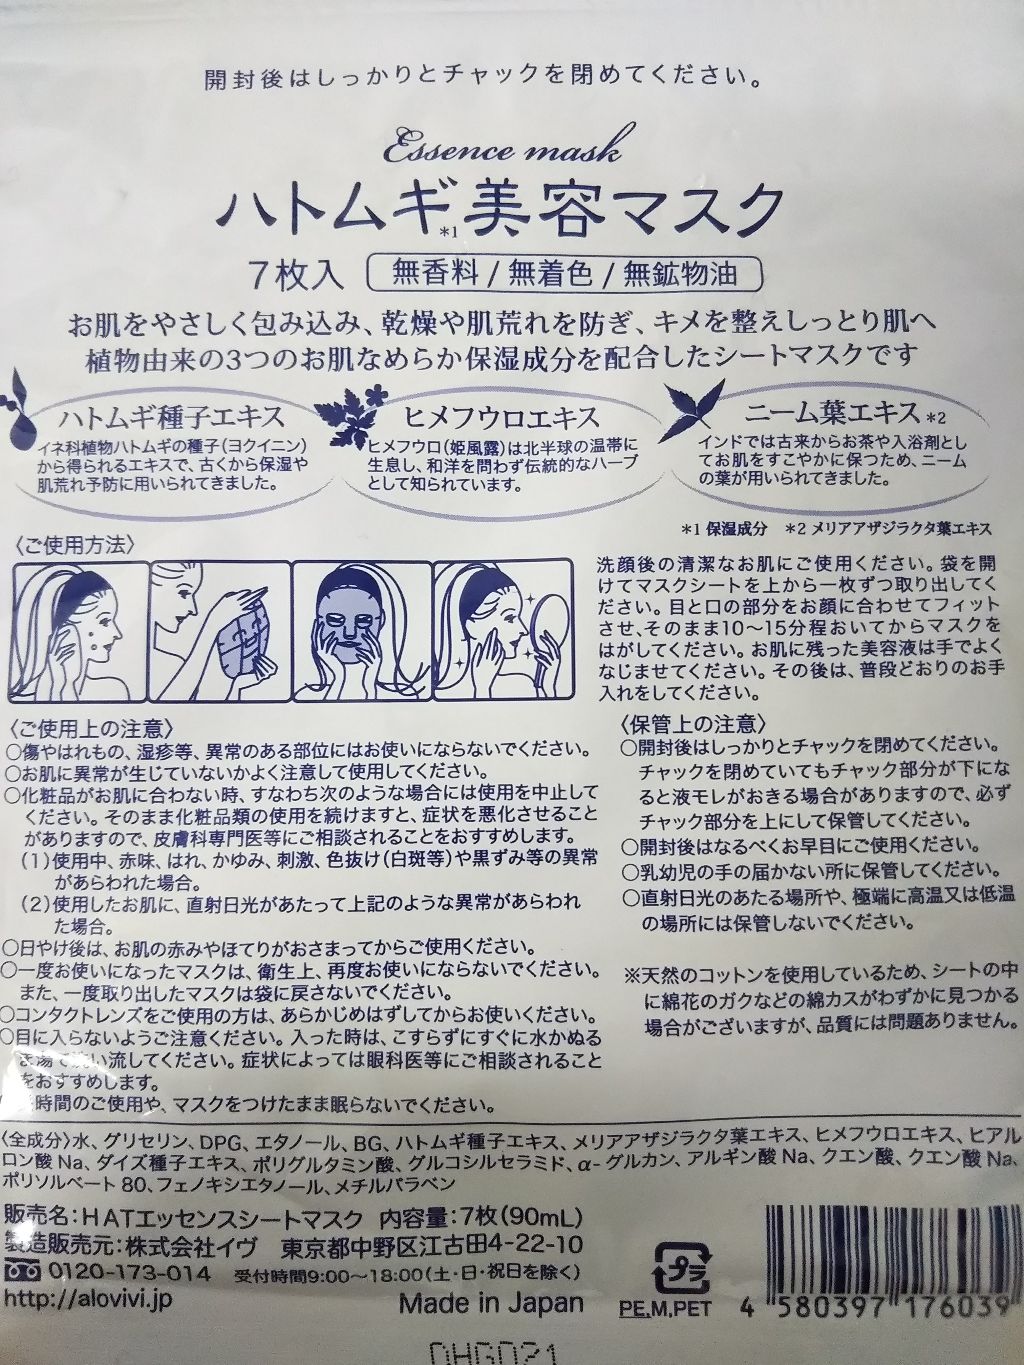 開封後はしっかりとチャックを閉めてください。
Essence mask
ハトムギ*1美容マスク
7枚入 無香料/無着色/無鉱物油
お肌をやさしく包み込み、乾燥や肌荒れを防ぎ、キメを整えしっとり肌へ
植物由来の3つのお肌なめらか保湿成分を配合したシートマスクです
ハトムギ種子エキス
イネ科植物ハトムギの種子(ヨクイニン)
から得られるエキスで、古くから保湿や
肌荒れ予防に用いられてきました。
ヒメフウロエキス
ヒメフウロ(姫風露)は北半球の温帯に
生息し、和洋を問わず伝統的なハーブ
として知られています。
ニーム葉エキス*2
インドでは古来からお茶や入浴剤とし
てお肌をすこやかに保つため、ニーム
の葉が用いられてきました。
*1 保湿成分 *2 メリアアザジラクタ葉エキス
〈ご使用方法〉
洗顔後の清潔なお肌にご使用ください。袋を開
けてマスクシートを上から一枚ずつ取り出してく
ださい。目と口の部分をお顔に合わせてフィット
させ、そのまま10〜15分程おいてからマスクを
はがしてください。お肌に残った美容液は手でよく
なじませてください。その後は、普段どおりのお手
入れをしてください。
〈ご使用上の注意〉
○傷やはれもの、湿疹等、異常のある部位にはお使いにならないでください。
○お肌に異常が生じていないかよく注意して使用してください。
○化粧品がお肌に合わない時、すなわち次のような場合には使用を中止して
ください。そのまま化粧品類の使用を続けますと、症状を悪化させること
がありますので、皮膚科専門医等にご相談されることをおすすめします。
(1)使用中、赤味、はれ、かゆみ、刺激、色抜け(白斑等)や黒ずみ等の異常
があらわれた場合。
(2)使用したお肌に、直射日光があたって上記のような異常があらわれ
た場合。
○日やけ後は、お肌の赤みやほてりがおさまってからご使用ください。
○一度お使いになったマスクは、衛生上、再度お使いにならないでください。
また、一度取り出したマスクは袋に戻さないでください。
○コンタクトレンズをご使用の方は、あらかじめはずしてからお使いください。
○目に入らないようご注意ください。入った時は、こすらずにすぐに水かぬる
ま湯で洗い流してください。症状によっては眼科医等にご相談されること
をおすすめします。
時間のご使用や、マスクをつけたまま眠らないでください。
〈保管上の注意〉
○開封後はしっかりとチャックを閉めてください。
チャックを閉めていてもチャック部分が下にな
ると液モレがおきる場合がありますので、必ず
チャック部分を上にして保管してください。
○開封後はなるべくお早目にご使用ください。
○乳幼児の手の届かない所に保管してください。
○直射日光のあたる場所や、極端に高温又は低温
の場所には保管しないでください。
※天然のコットンを使用しているため、シートの中
に綿花のガクなどの綿カスがわずかに見つかる
場合がございますが、品質には問題ありません。
〈全成分〉水、グリセリン、DPG、エタノール、BG、ハトムギ種子エキス、メリアアザジラクタ葉エキス、ヒメフウロエキス、ヒアル
ロン酸Na、ダイズ種子エキス、ポリグルタミン酸、グルコシルセラミド、α-グルカン、アルギン酸Na、クエン酸、クエン酸Na、
ポリソルベート80、フェノキシエタノール、メチルパラベン
販売名:HATエッセンスシートマスク 内容量:7枚(90mL)
製造販売元:株式会社イヴ 東京都中野区江古田4-22-10
0120-173-014 受付時間9:00〜18:00(土・日・祝日を除く)
http://alovivi.jp Made in Japan
プラ
PE.M.PET
4 580397 176039